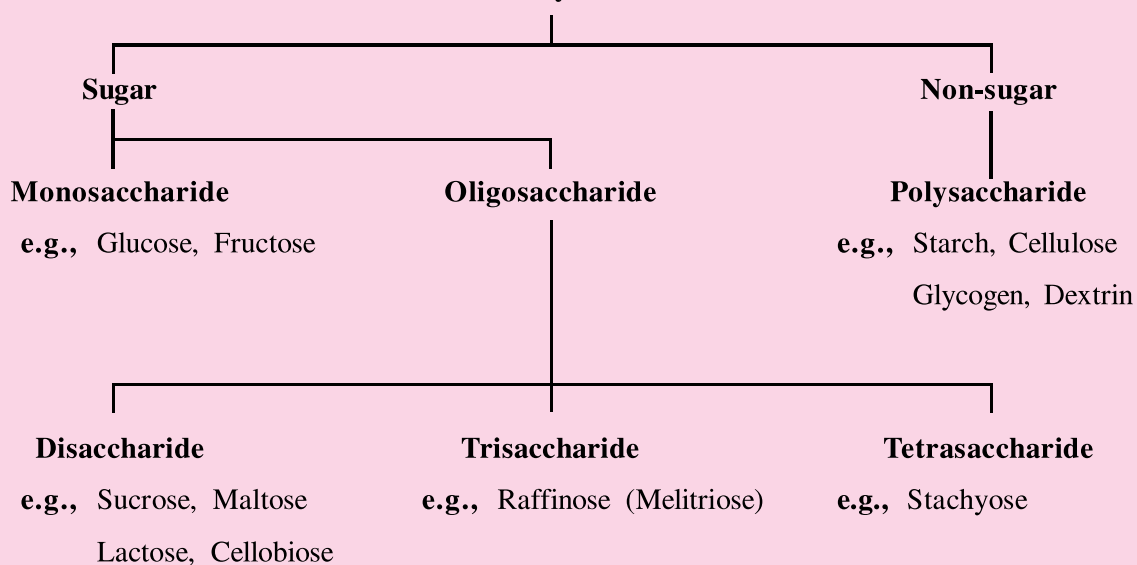 Sugar Non-sugar
Monosaccharide Oligosaccharide Polysaccharide
e.g., Glucose, Fructose e.g., Starch, Cellulose
Glycogen, Dextrin
Disaccharide Trisaccharide Tetrasaccharide
e.g., Sucrose, Maltose e.g., Raffinose (Melitriose) e.g., Stachyose
Lactose, Cellobiose